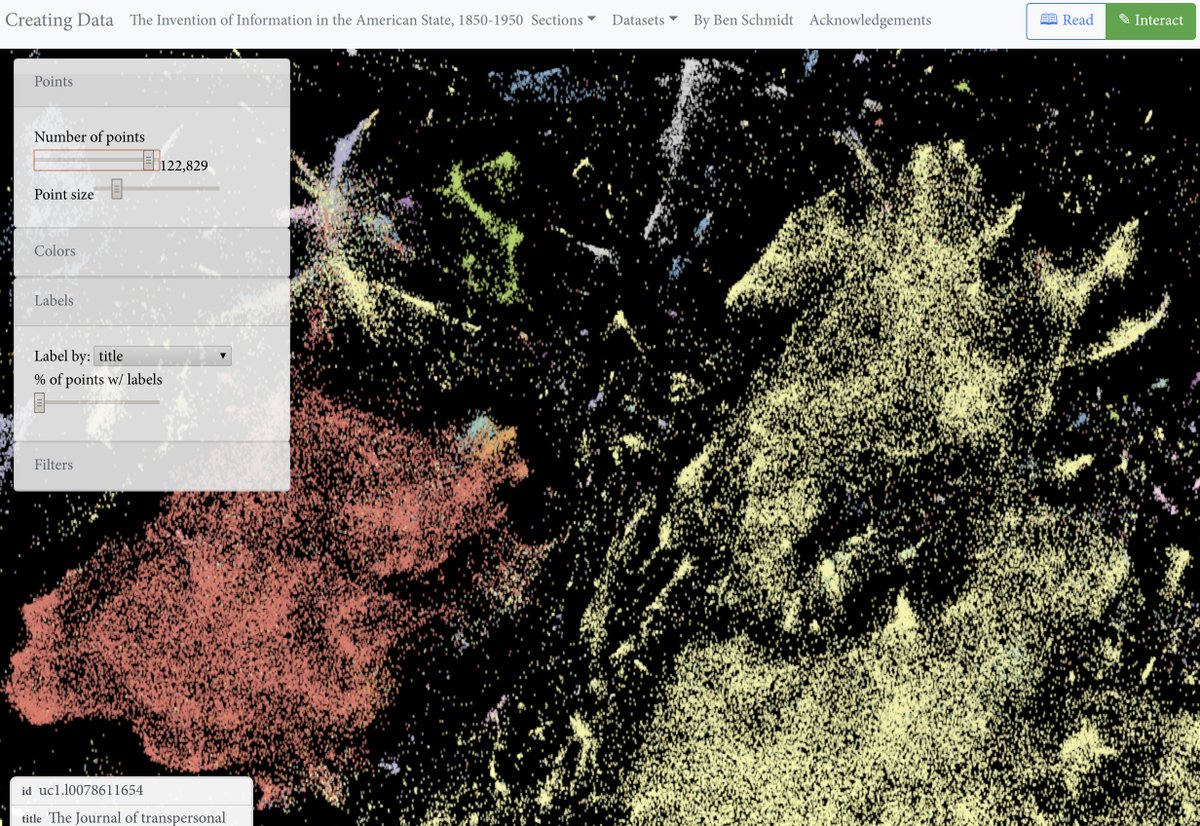 Creating Data The Invention of Information in the American State, 1850-1950 Sections Datasets By Ben Schmidt Acknowledgements Read Interact
Points
Number of points
122,829
Point size
Colors
Labels
Label by: title
% of points w/ labels
Filters
id uc1.l0078611654
title The Journal of transpersonal